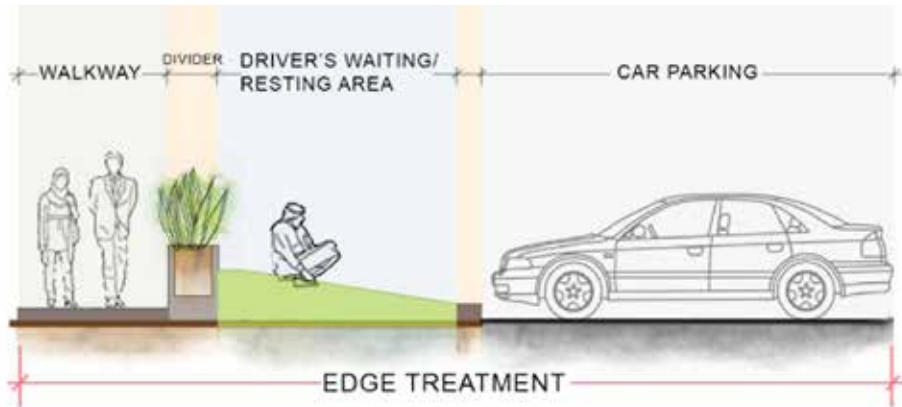 WALKWAY
DIVIDER
DRIVER'S WAITING/
RESTING AREA
CAR PARKING
EDGE TREATMENT